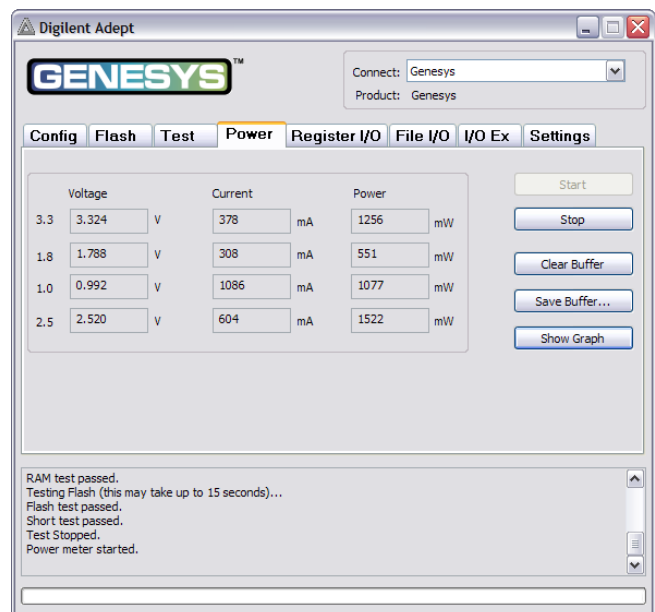 Digilent Adept
GENESYS™
Connect: Genesys
Product: Genesys
Config Flash Test Power Register I/O File I/O I/O Ex Settings
Voltage Current Power
3.3 3.324 V 378 mA 1256 mW
1.8 1.788 V 308 mA 551 mW
1.0 0.992 V 1086 mA 1077 mW
2.5 2.520 V 604 mA 1522 mW
Start
Stop
Clear Buffer
Save Buffer...
Show Graph
RAM test passed.
Testing Flash (this may take up to 15 seconds)...
Flash test passed.
Short test passed.
Test Stopped.
Power meter started.